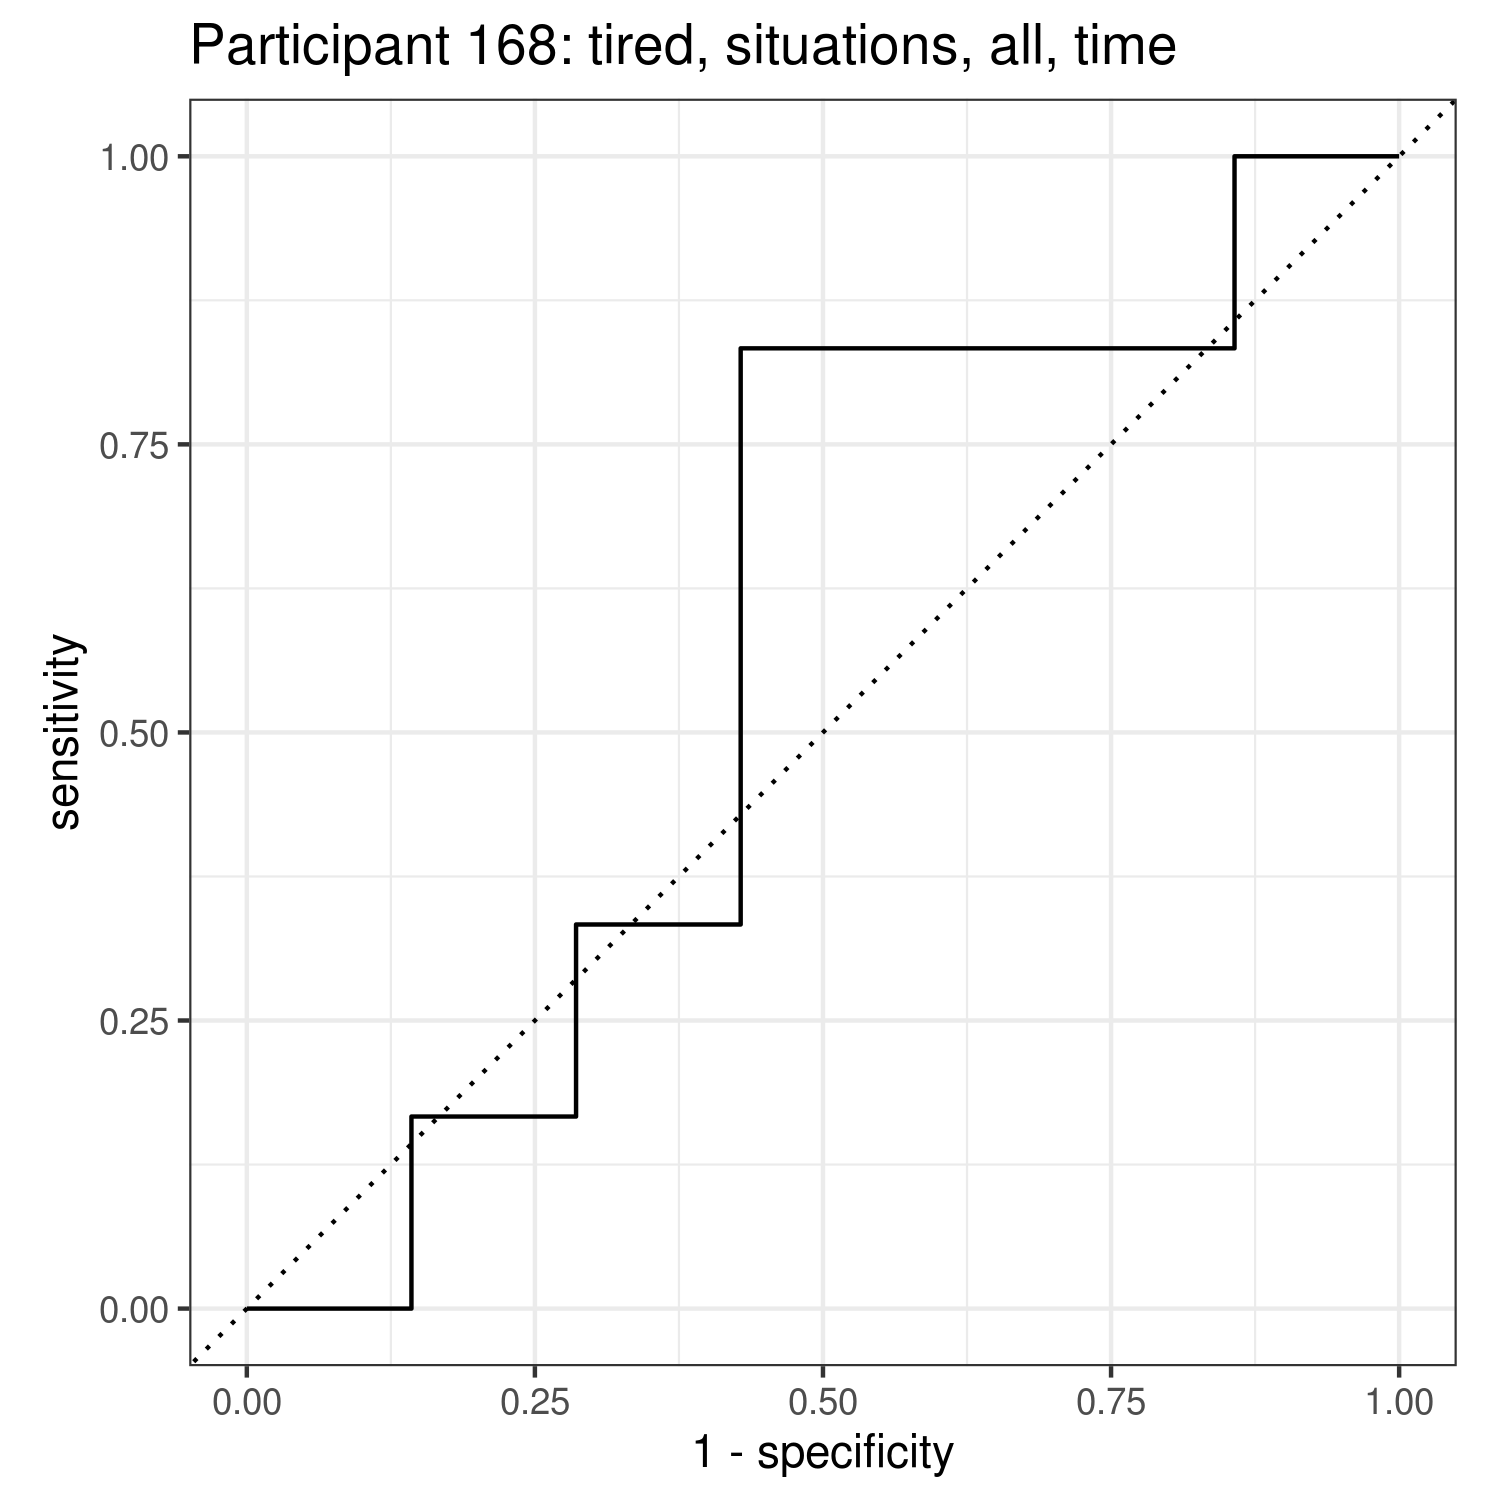 Participant 168: tired, situations, all, time
1.00
0.75
0.50
0.25
0.00
sensitivity
0.00 0.25 0.50 0.75 1.00
1 - specificity